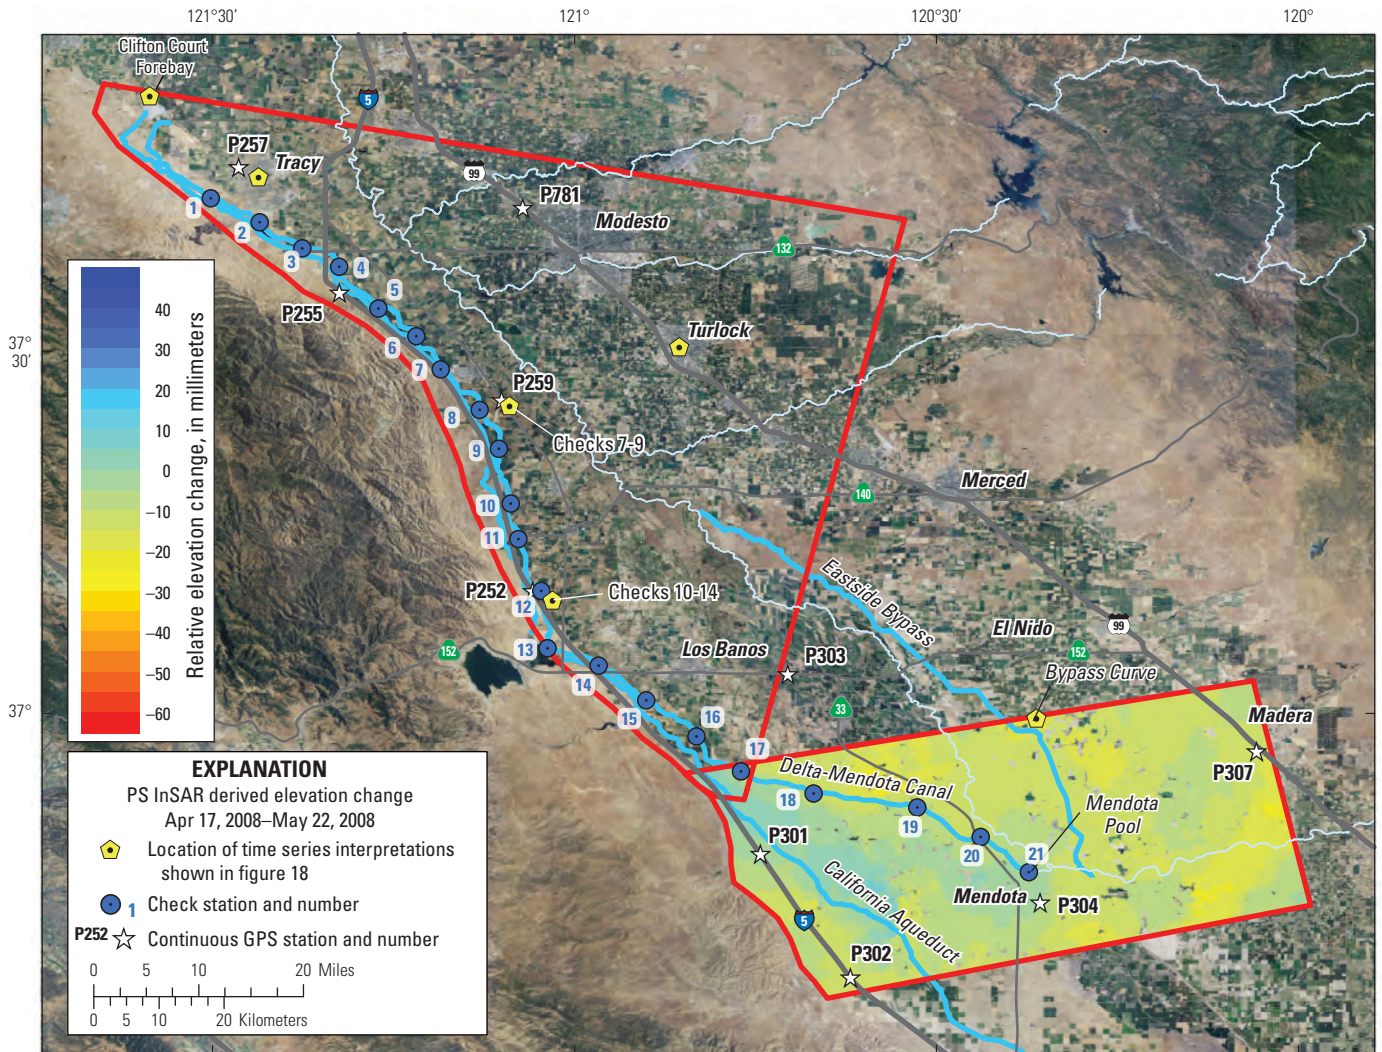 121°30'
121°
120°30'
120°
Clifton Court
Forebay
5
P257
Tracy
99
P781
Modesto
132
1
2
3
4
5
P255
6
7
37°
30'
Turlock
P259
8
Checks 7-9
9
Merced
140
10
11
P252
Checks 10-14
12
Eastside Bypass
El Nido
99
13
152
Los Banos
P303
152
Bypass Curve
14
33
37°
15
16
Madera
17
P307
Delta-Mendota Canal
18
19
Mendota
Pool
20
21
P301
California Aqueduct
Mendota
P304
5
P302
40
30
20
10
0
–10
–20
–30
–40
–50
–60
Relative elevation change, in millimeters
EXPLANATION
PS InSAR derived elevation change
Apr 17, 2008–May 22, 2008
Location of time series interpretations
shown in figure 18
1 Check station and number
P252 Continuous GPS station and number
0 5 10 20 Miles
0 5 10 20 Kilometers